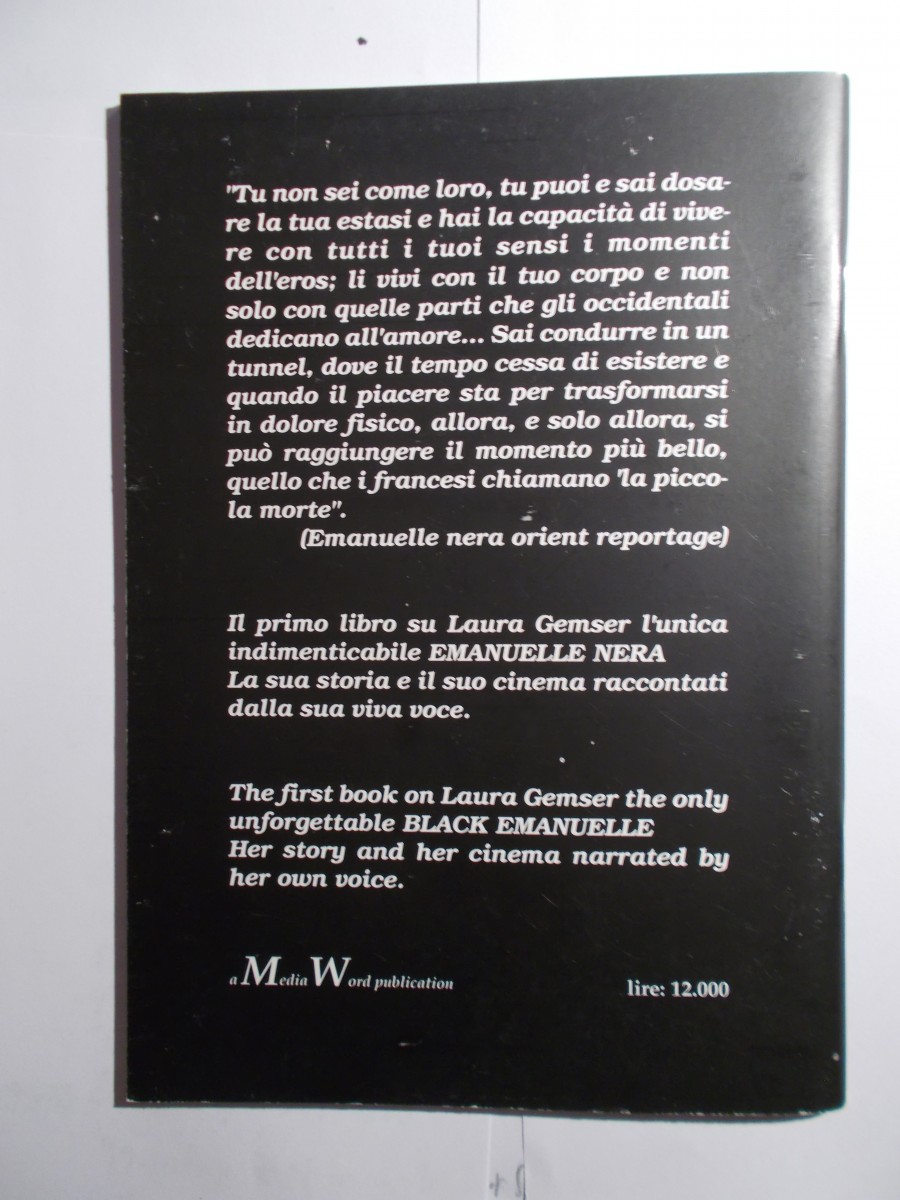 "Tu non sei come loro, tu puoi e sai dosa-
re la tua estasi e hai la capacità di vive-
re con tutti i tuoi sensi i momenti
dell'eros; li vivi con il tuo corpo e non
solo con quelle parti che gli occidentali
dedicano all'amore... Sai condurre in un
tunnel, dove il tempo cessa di esistere e
quando il piacere sta per trasformarsi
in dolore fisico, allora, e solo allora, si
può raggiungere il momento più bello,
quello che i francesi chiamano 'la picco-
la morte".
(Emanuelle nera orient reportage)
Il primo libro su Laura Gemser l'unica
indimenticabile EMANUELLE NERA
La sua storia e il suo cinema raccontati
dalla sua viva voce.
The first book on Laura Gemser the only
unforgettable BLACK EMANUELLE
Her story and her cinema narrated by
her own voice.
a Media Word publication
lire: 12.000